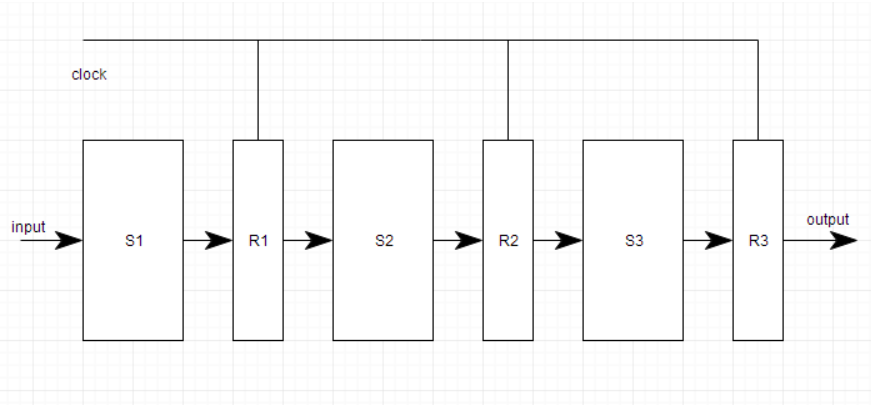 clock
input
S1
R1
S2
R2
S3
R3
output